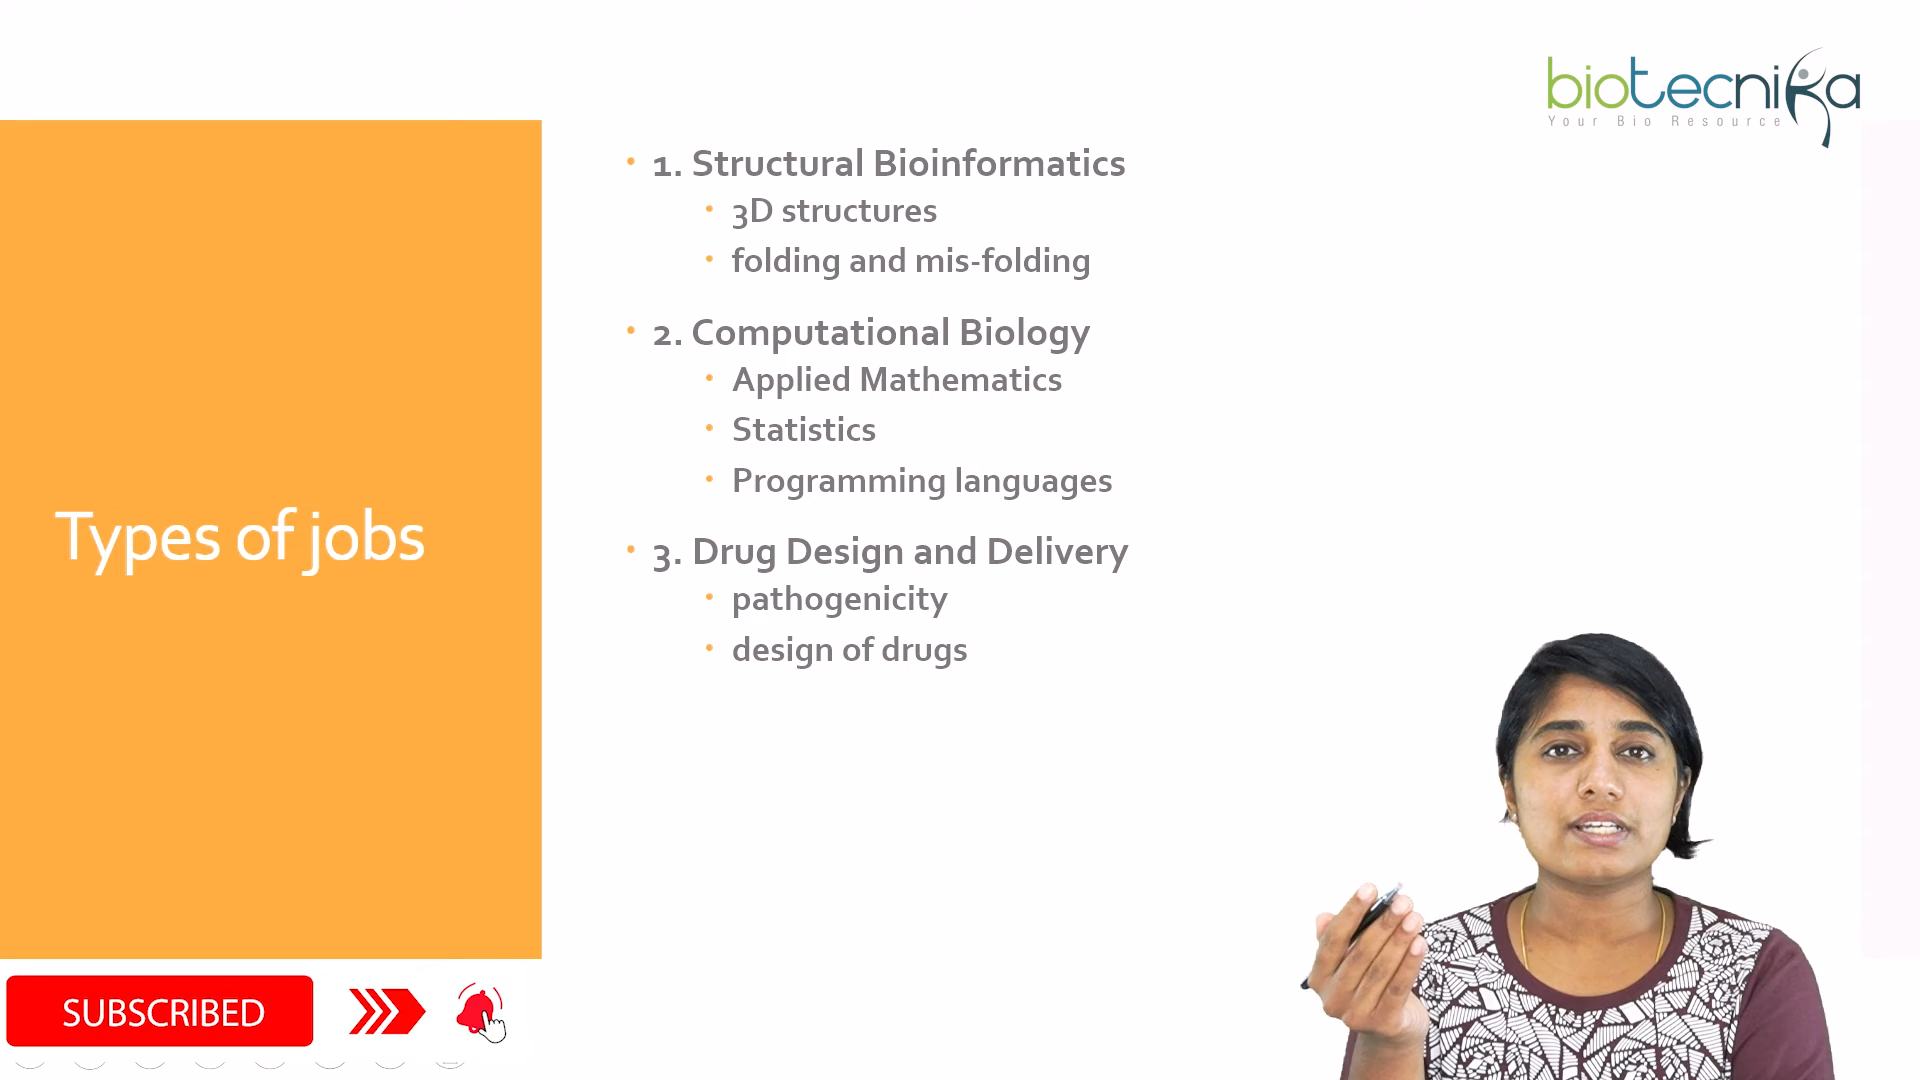 biotecnika
Your Bio Resource
Types of jobs
• 1. Structural Bioinformatics
• 3D structures
• folding and mis-folding
• 2. Computational Biology
• Applied Mathematics
• Statistics
• Programming languages
• 3. Drug Design and Delivery
• pathogenicity
• design of drugs
SUBSCRIBED